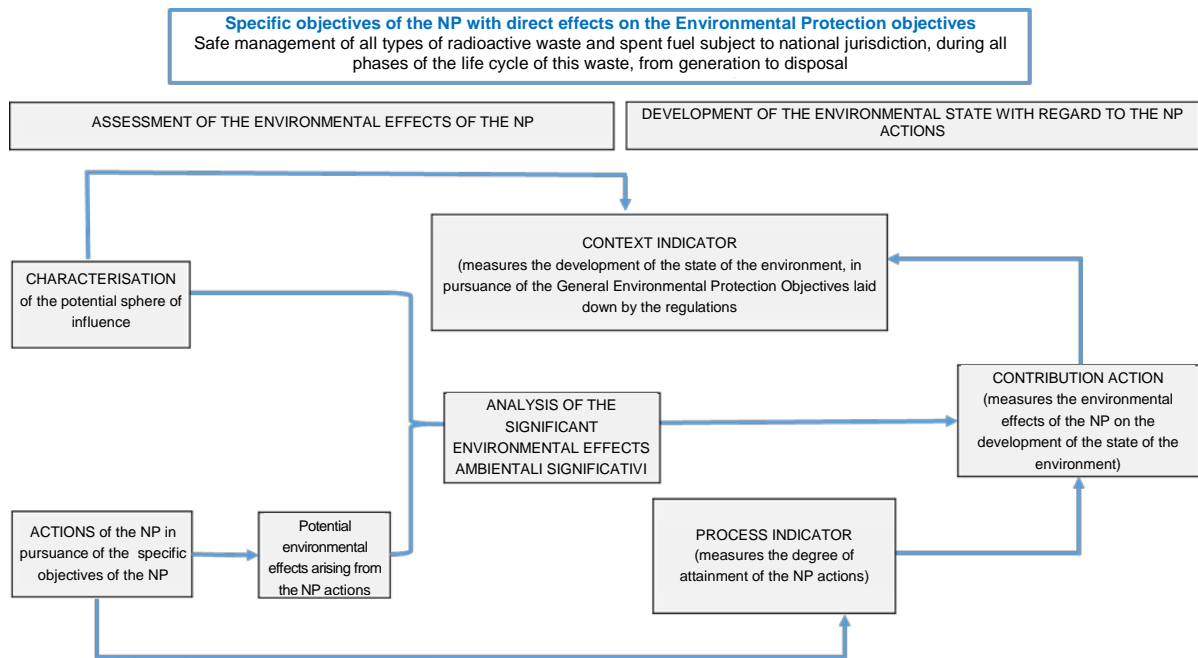 Specific objectives of the NP with direct effects on the Environmental Protection objectives
Safe management of all types of radioactive waste and spent fuel subject to national jurisdiction, during all
phases of the life cycle of this waste, from generation to disposal
ASSESSMENT OF THE ENVIRONMENTAL EFFECTS OF THE NP
DEVELOPMENT OF THE ENVIRONMENTAL STATE WITH REGARD TO THE NP
ACTIONS
CONTEXT INDICATOR
(measures the development of the state of the environment, in
pursuance of the General Environmental Protection Objectives laid
down by the regulations
CHARACTERISATION
of the potential sphere of
influence
ANALYSIS OF THE
SIGNIFICANT
ENVIRONMENTAL EFFECTS
AMBIENTALI SIGNIFICATIVI
CONTRIBUTION ACTION
(measures the environmental
effects of the NP on the
development of the state of the
environment)
ACTIONS of the NP in
pursuance of the specific
objectives of the NP
Potential
environmental
effects arising from
the NP actions
PROCESS INDICATOR
(measures the degree of
attainment of the NP actions)